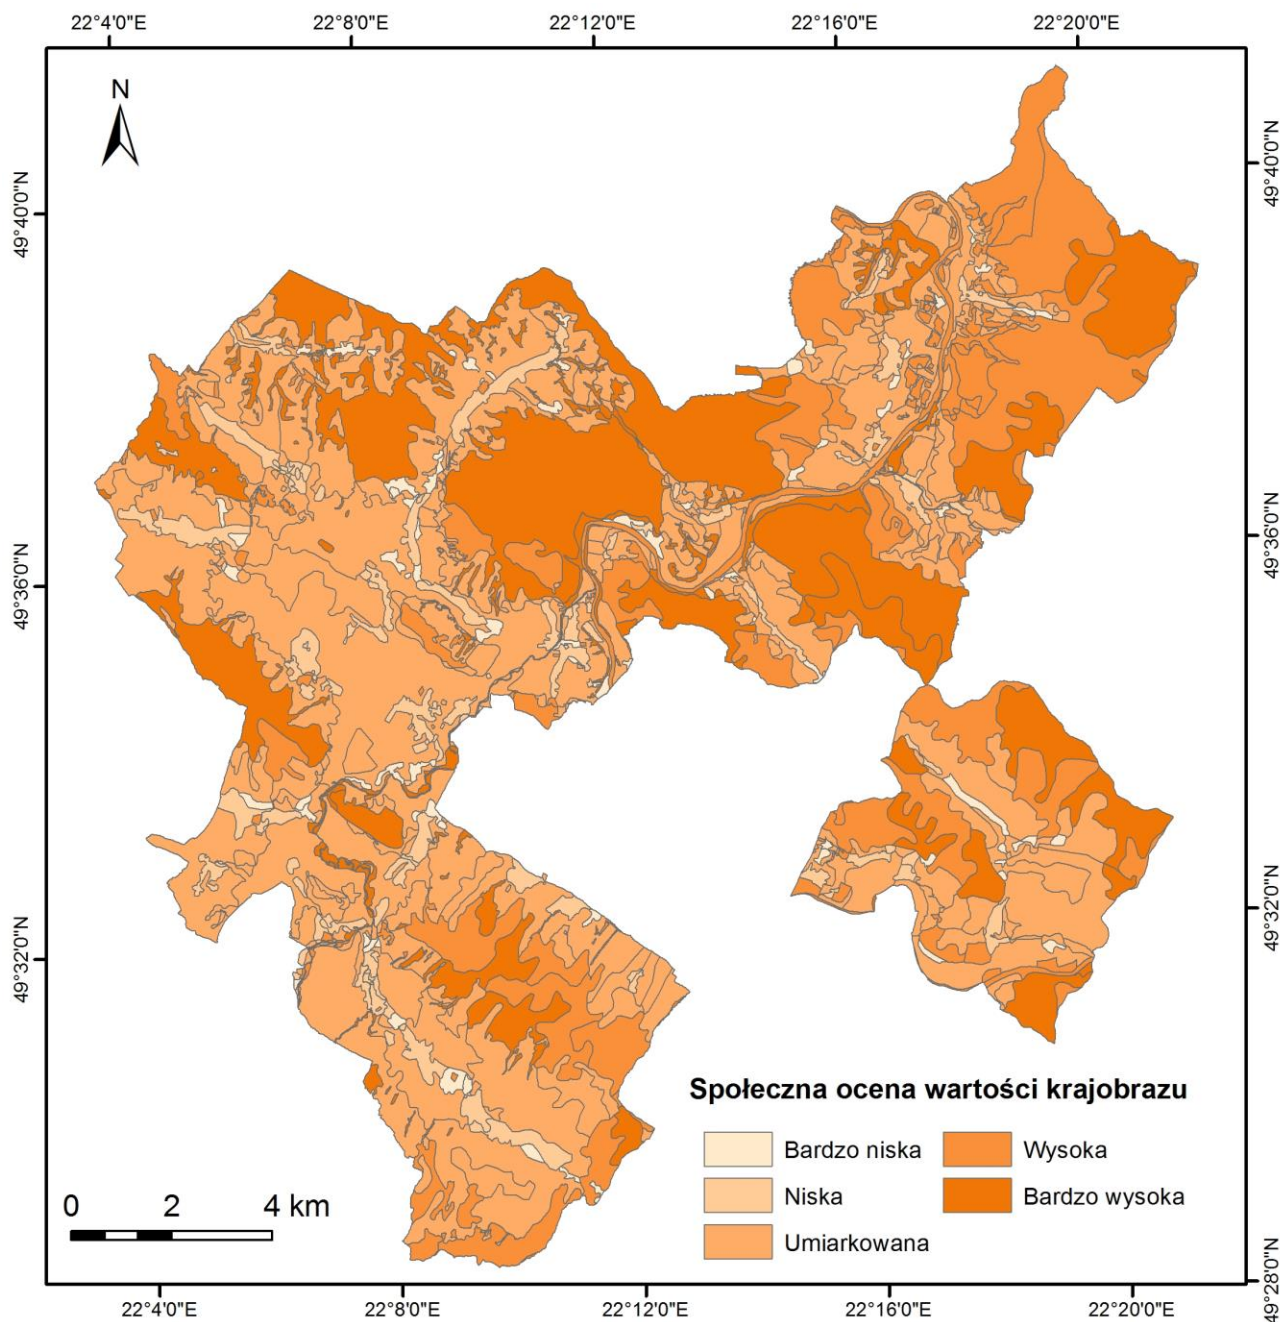 22°4'0"E 22°8'0"E 22°12'0"E 22°16'0"E 22°20'0"E
N
49°40'0"N
49°40'0"N
49°36'0"N
49°36'0"N
49°32'0"N
49°32'0"N
Społeczna ocena wartości krajobrazu
Bardzo niska Wysoka
Niska Bardzo wysoka
Umiarkowana
0 2 4 km
49°28'0"N
22°4'0"E 22°8'0"E 22°12'0"E 22°16'0"E 22°20'0"E